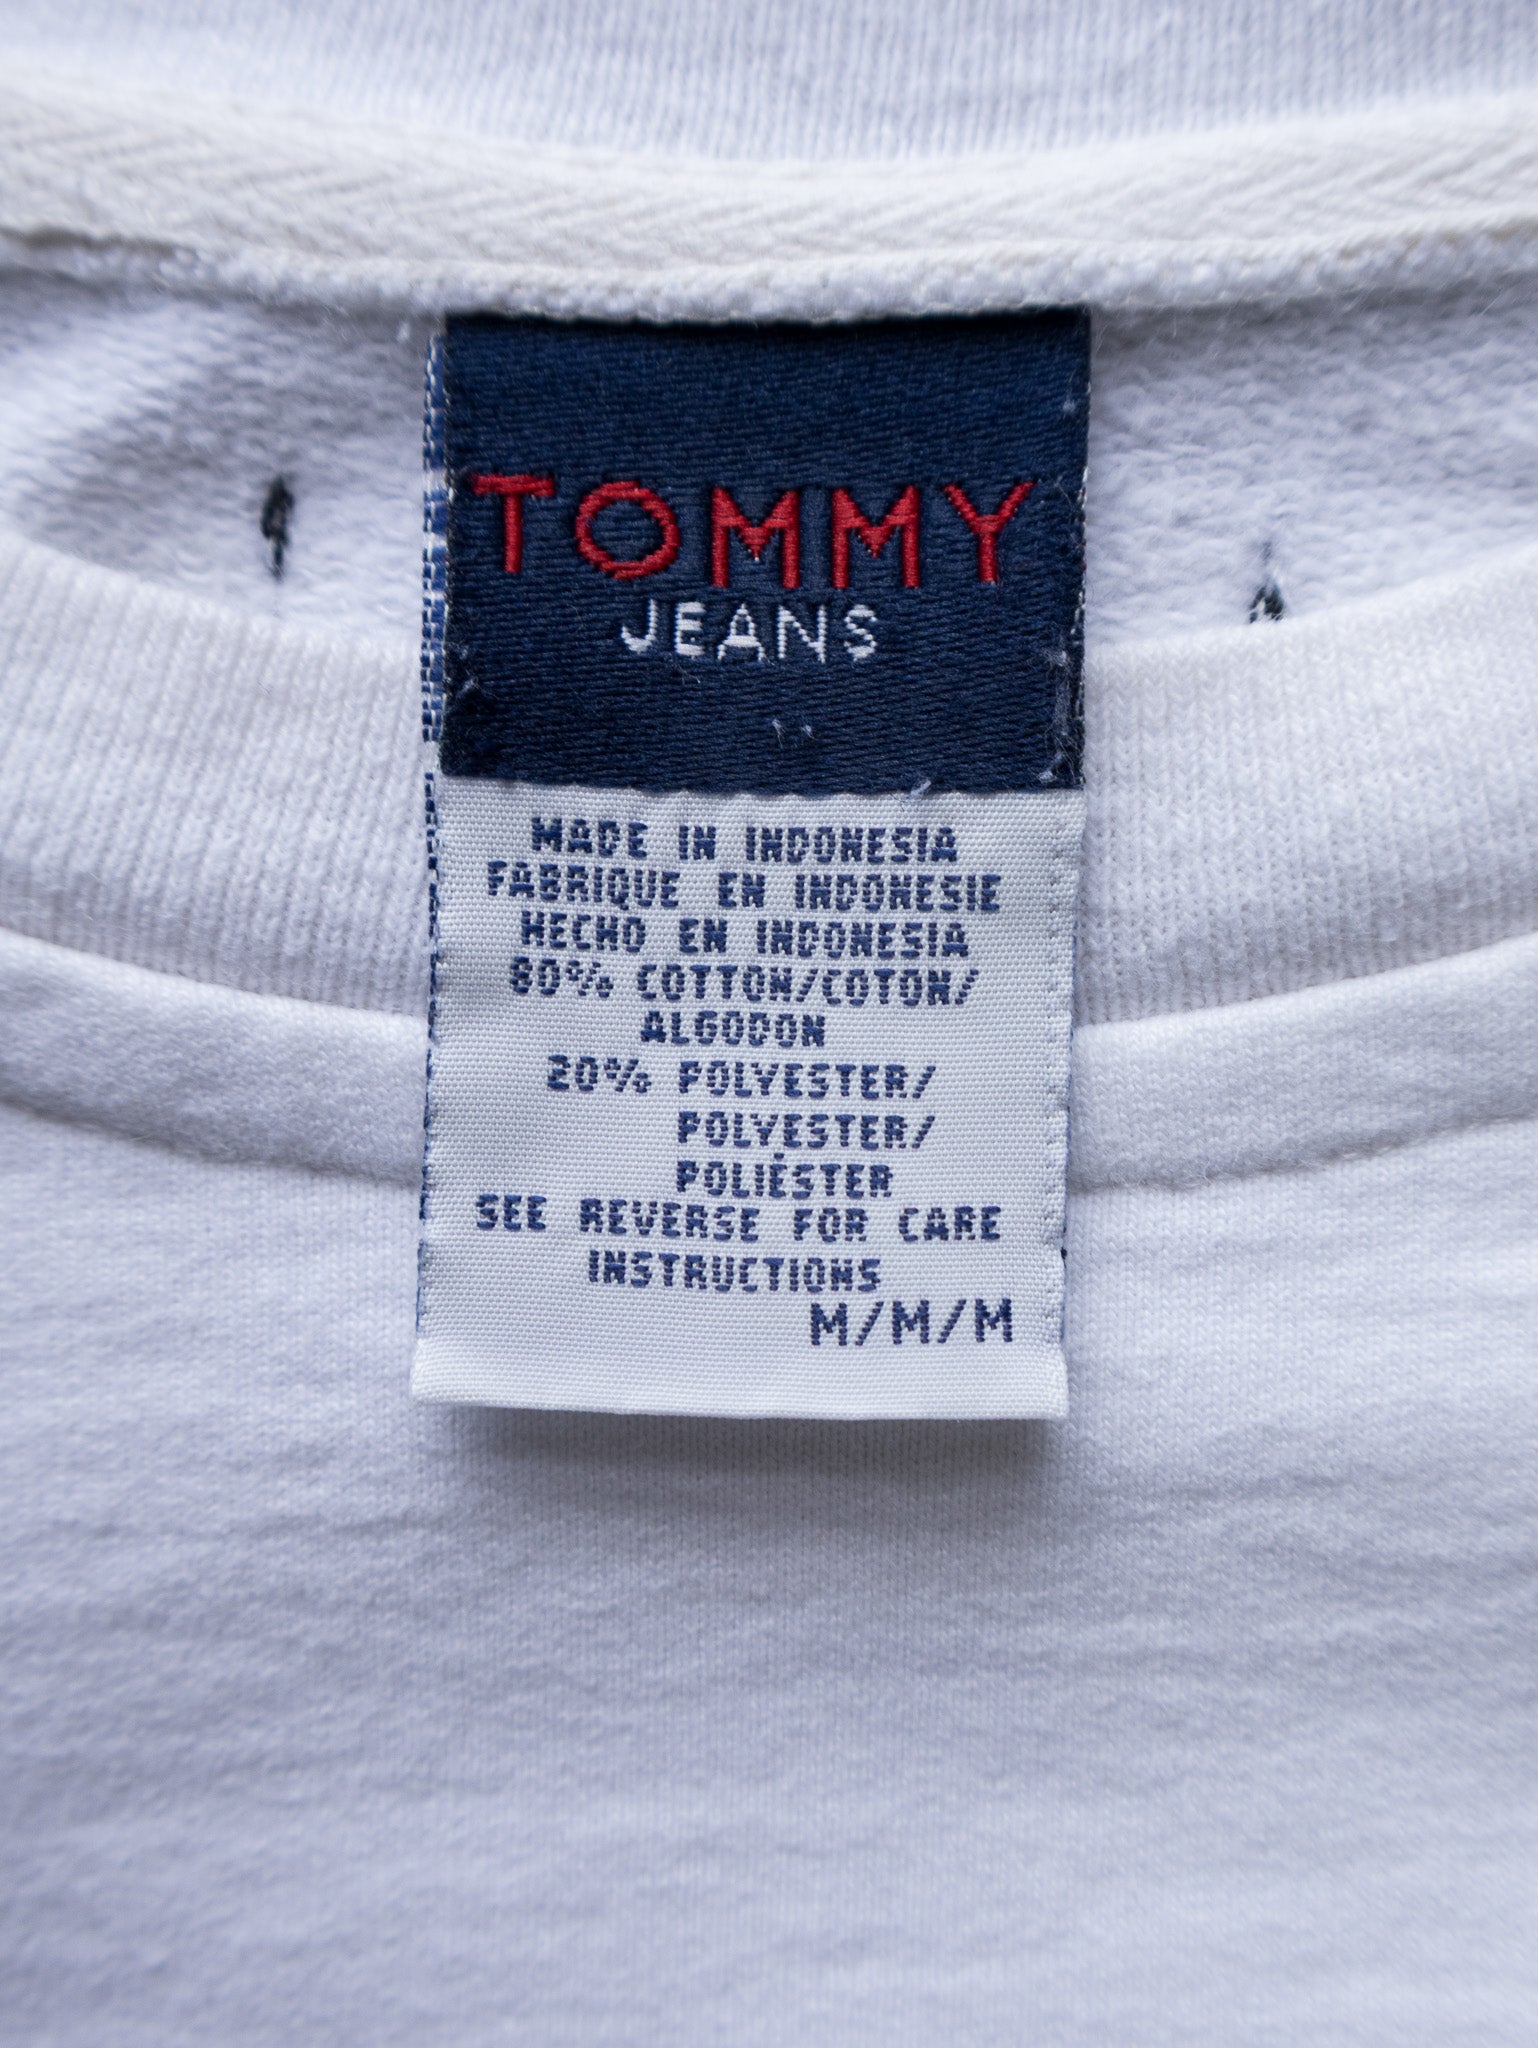 TOMMY
JEANS
MADE IN INDONESIA
FABRIQUE EN INDONESIE
HECHO EN INDONESIA
80% COTTON/COTON/
ALGODON
20% POLYESTER/
POLYESTER/
POLIÉSTER
SEE REVERSE FOR CARE
INSTRUCTIONS
M/M/M